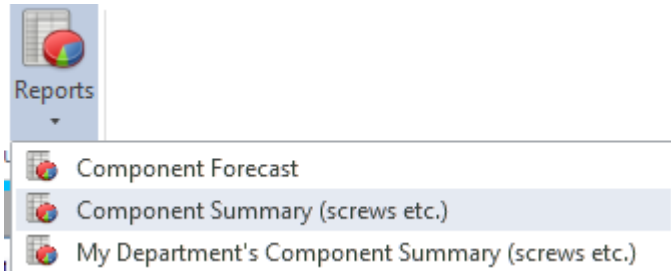 Reports
Component Forecast
Component Summary (screws etc.)
My Department's Component Summary (screws etc.)